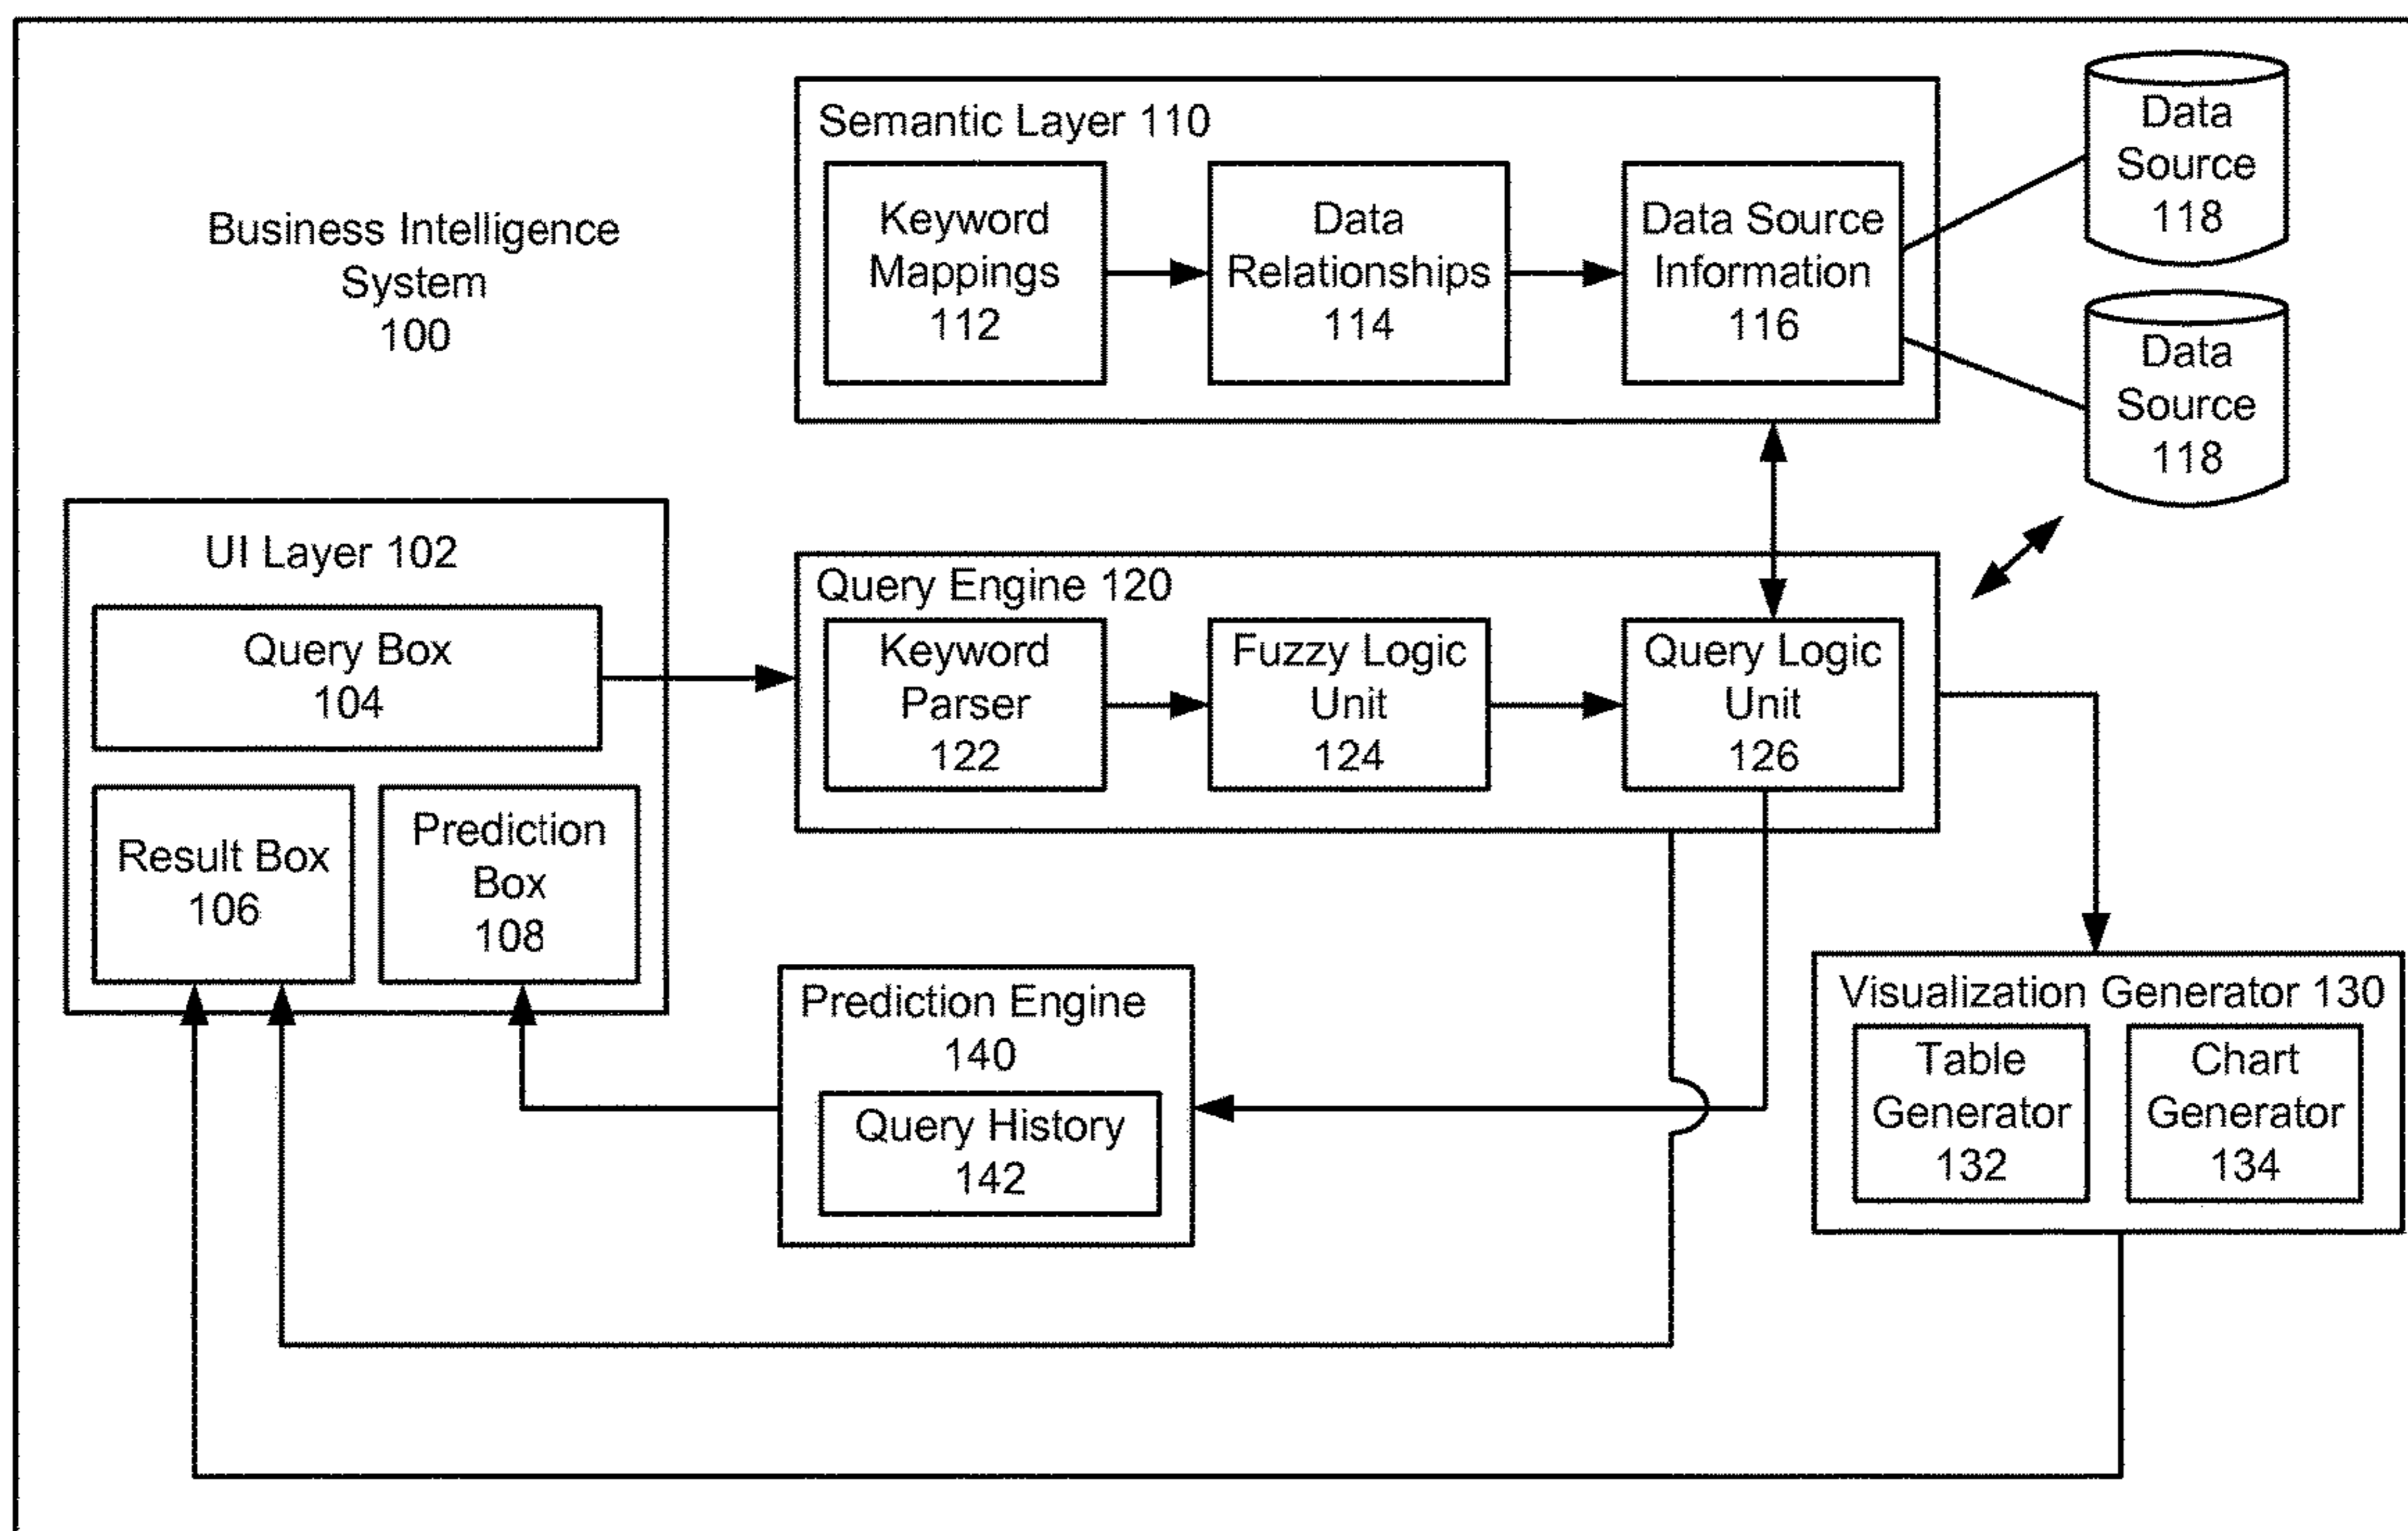 Business Intelligence
System
100
Semantic Layer 110
Keyword
Mappings
112
Data
Relationships
114
Data Source
Information
116
Data
Source
118
Data
Source
118
UI Layer 102
Query Box
104
Result Box
106
Prediction
Box
108
Query Engine 120
Keyword
Parser
122
Fuzzy Logic
Unit
124
Query Logic
Unit
126
Prediction Engine
140
Query History
142
Visualization Generator 130
Table
Generator
132
Chart
Generator
134